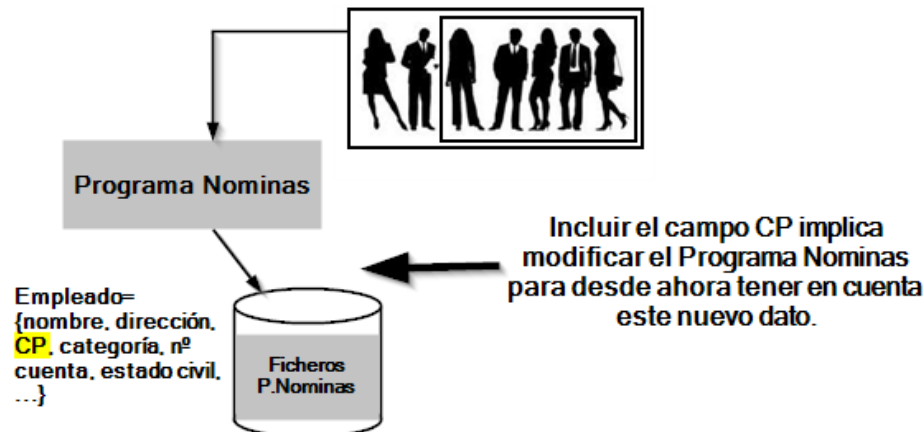 Programa Nominas
Incluir el campo CP implica
modificar el Programa Nominas
para desde ahora tener en cuenta
este nuevo dato.
Empleado=
{nombre, dirección,
CP, categoría, nº
cuenta, estado civil,
...}
Ficheros
P.Nominas